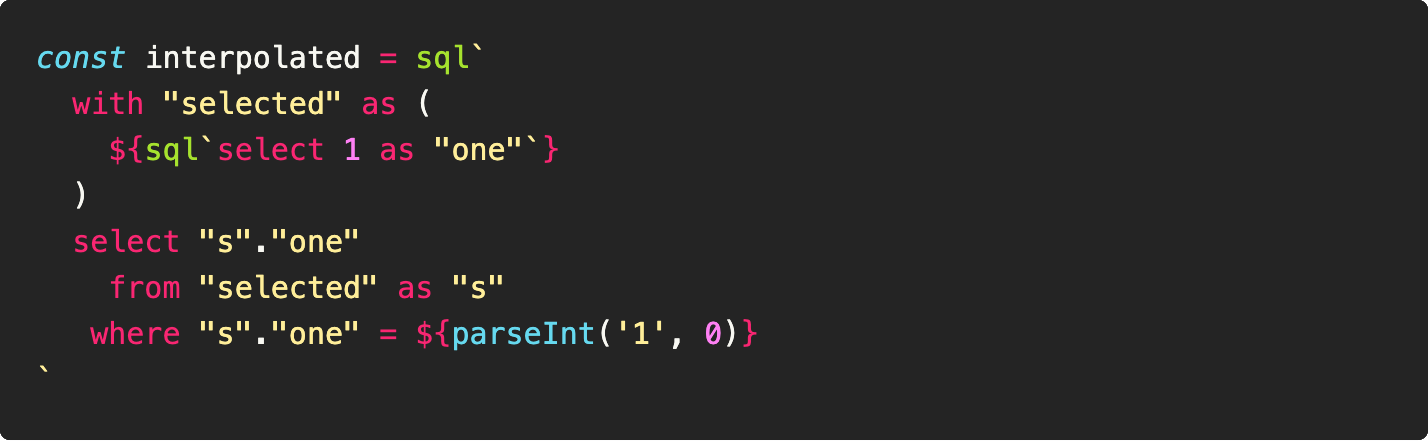 const interpolated = sql`
  with "selected" as (
    ${sql`select 1 as "one"`}
  )
  select "s"."one"
    from "selected" as "s"
   where "s"."one" = ${parseInt('1', 0)}
`